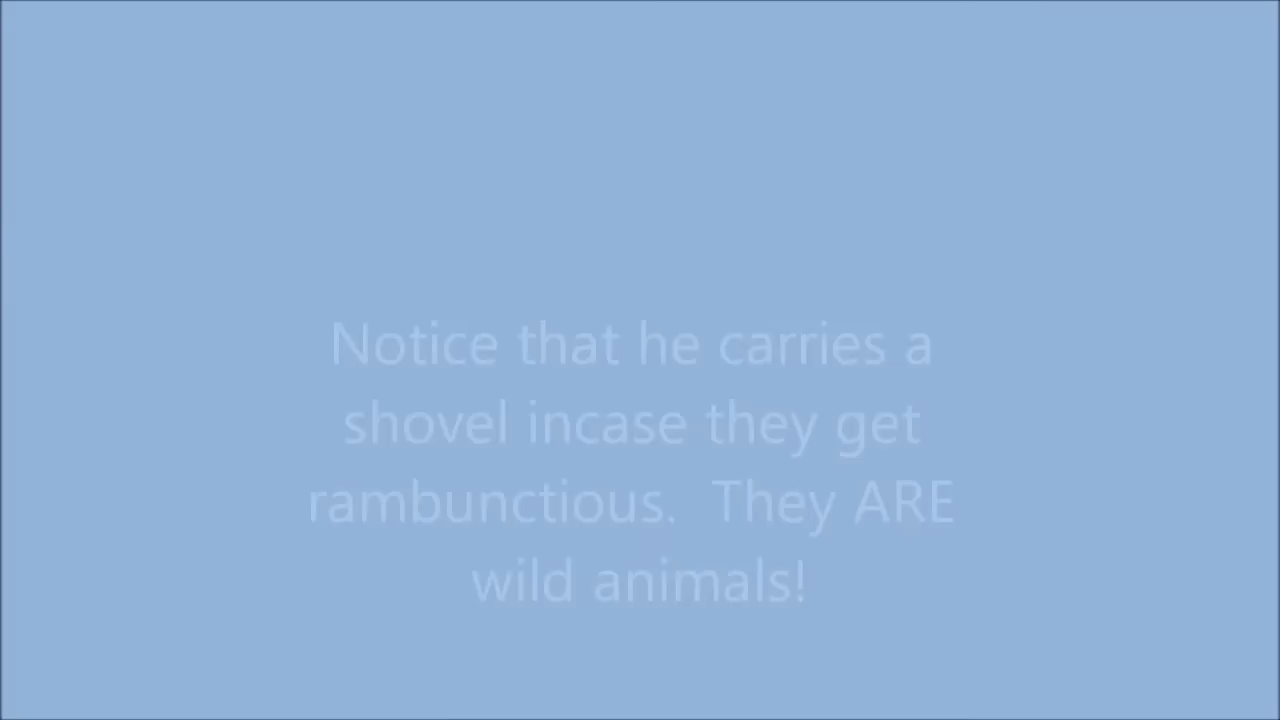 Notice that he carries a
shovel incase they get
rambunctious.  They ARE
wild animals!